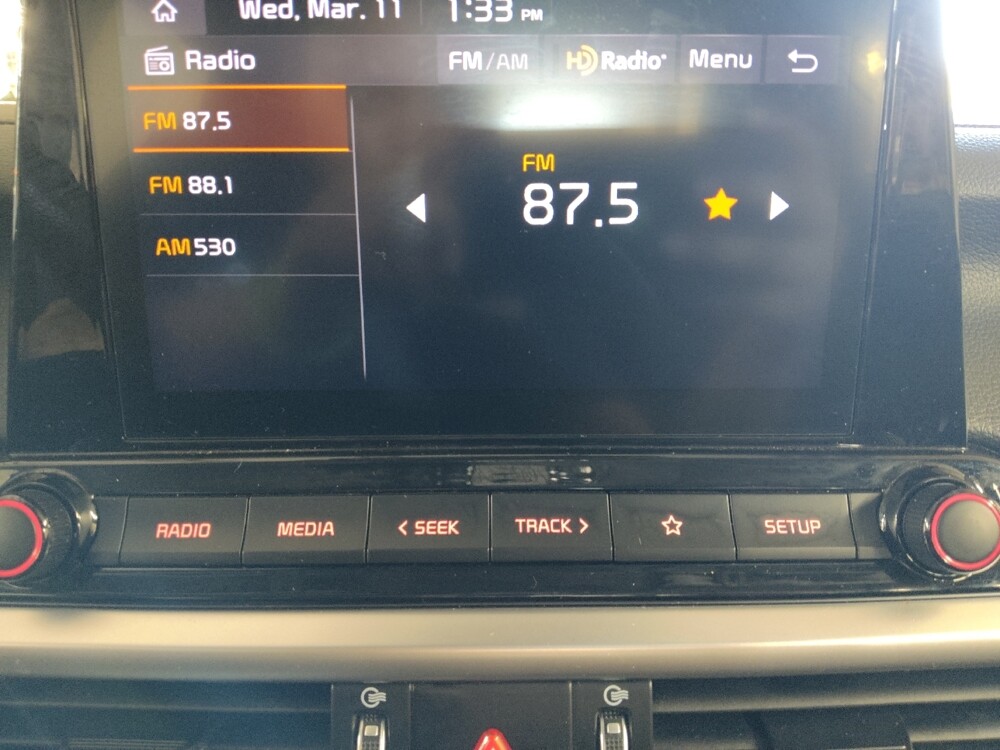 Wed, Mar. 11 1:33 PM
Radio FM/AM HD Radio® Menu
FM 87.5
FM 88.1
AM 530
FM
87.5
RADIO MEDIA < SEEK TRACK > SETUP